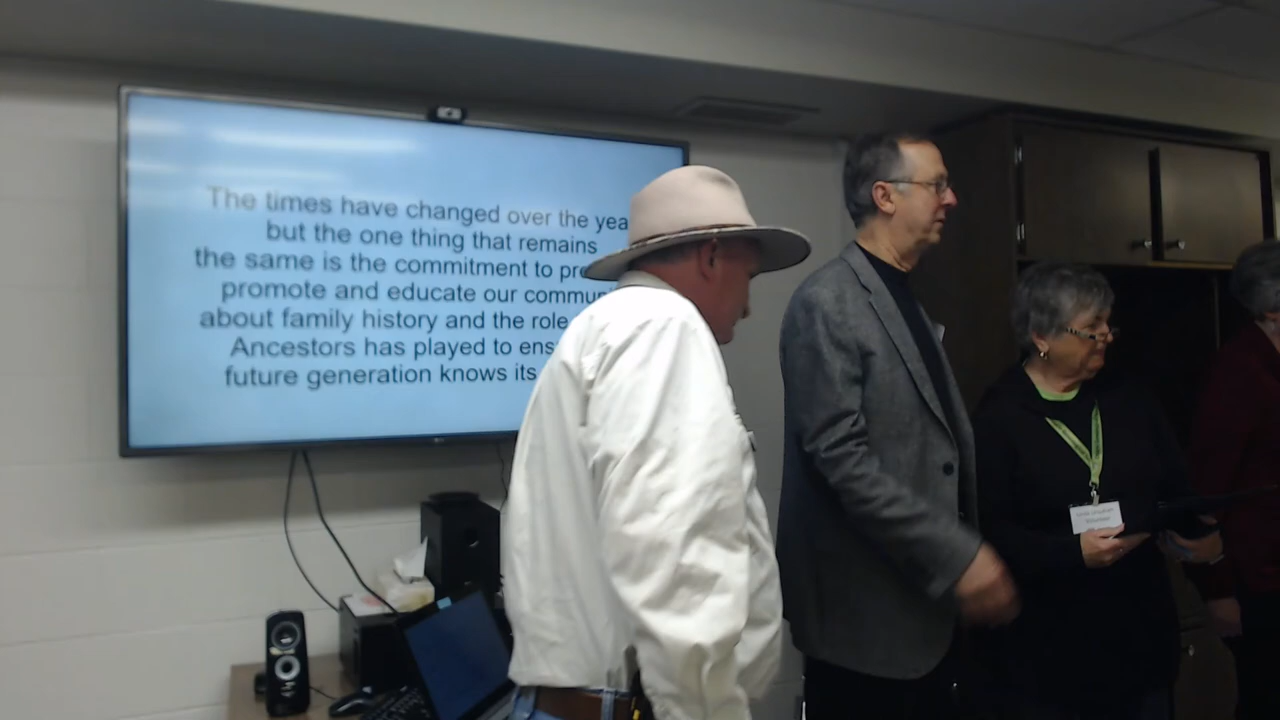 The times have changed over the yea
but the one thing that remains
the same is the commitment to pre
promote and educate our commun
about family history and the role
Ancestors has played to ens
future generation knows its